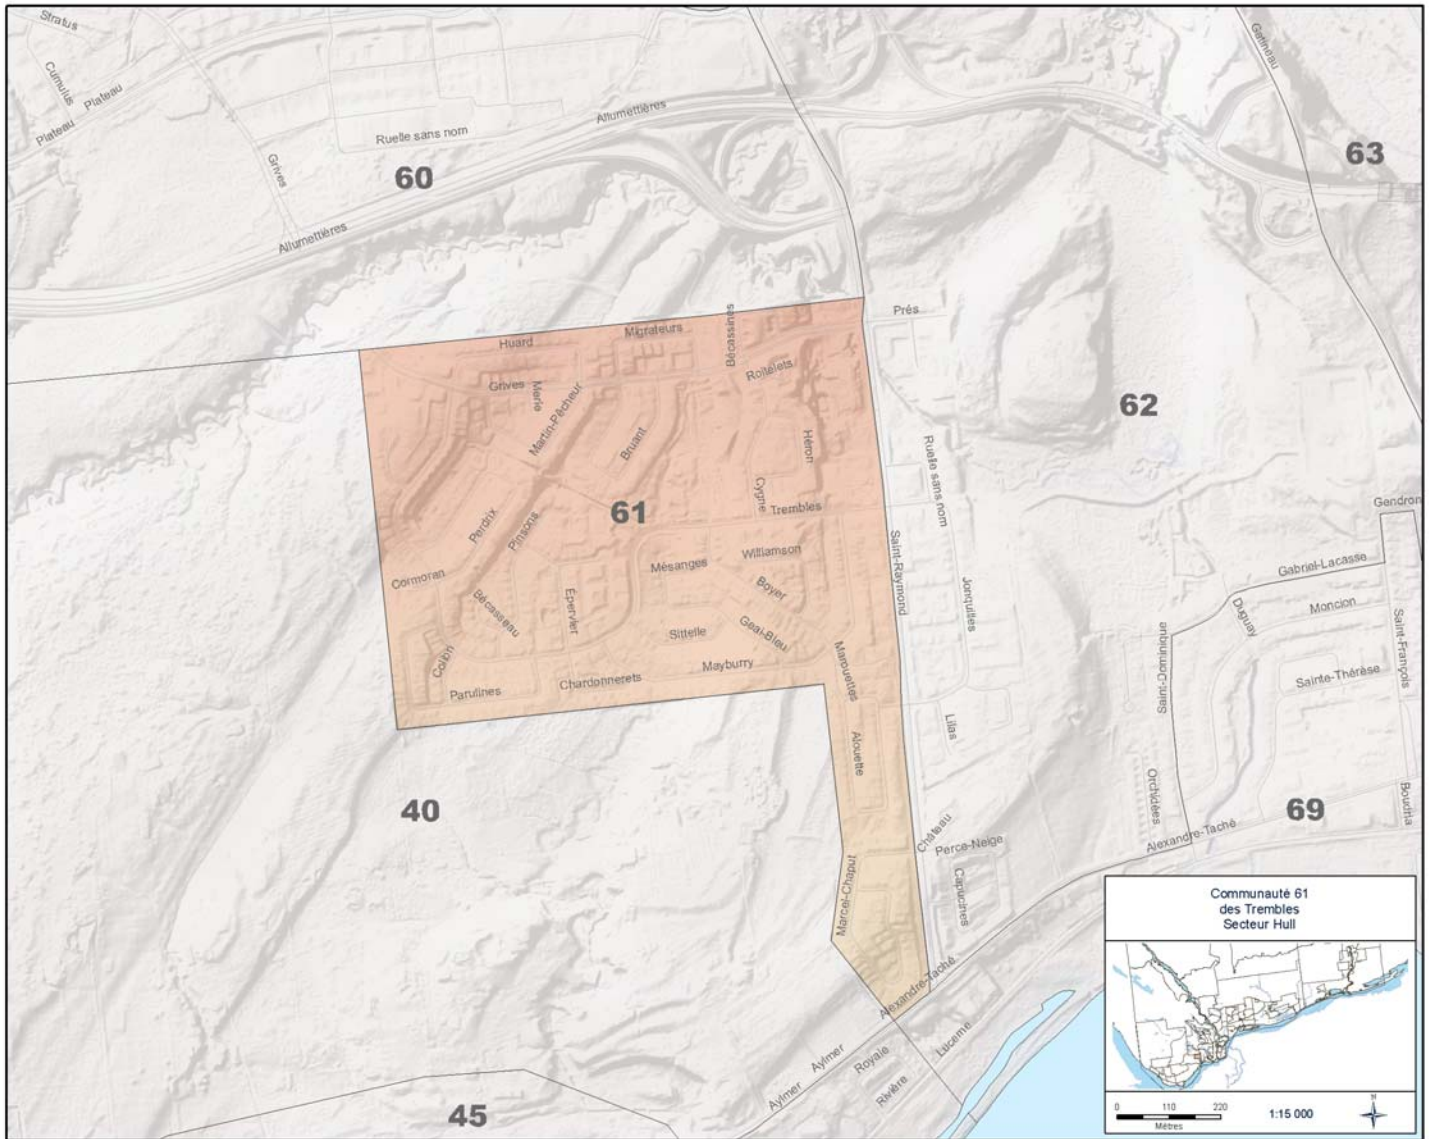 Stratus
Cumulus
Plateau
Plateau
Ruelle sans nom
Grives
Allumettières
Allumettières
Gatineau
60
63
Prés
Huard
Migrateurs
Bécassines
Roitelets
Grives
Merle
Martin-Pêcheur
Bruant
Héron
Cygne
Trembles
61
62
Ruelle sans nom
Perdrix
Pinsons
Cormoran
Bécasseau
Épervier
Mésanges
Williamson
Boyer
Geai-Bleu
Sittelle
Mayburry
Colibri
Parulines
Chardonnerets
Marouettes
Saint-Raymond
Jonquilles
Gendron
Gabriel-Lacasse
Duguay
Moncion
Saint-François
Sainte-Thérèse
Saint-Dominique
Lilas
Alouette
Orchidées
Boudria
40
69
Château
Perce-Neige
Alexandre-Taché
Marcel-Chaput
Capucines
Alexandre-Taché
Aylmer
Aylmer
Royale
Lucerne
Rivière
45
Communauté 61
des Trembles
Secteur Hull
0 110 220
Mètres
1:15 000
N